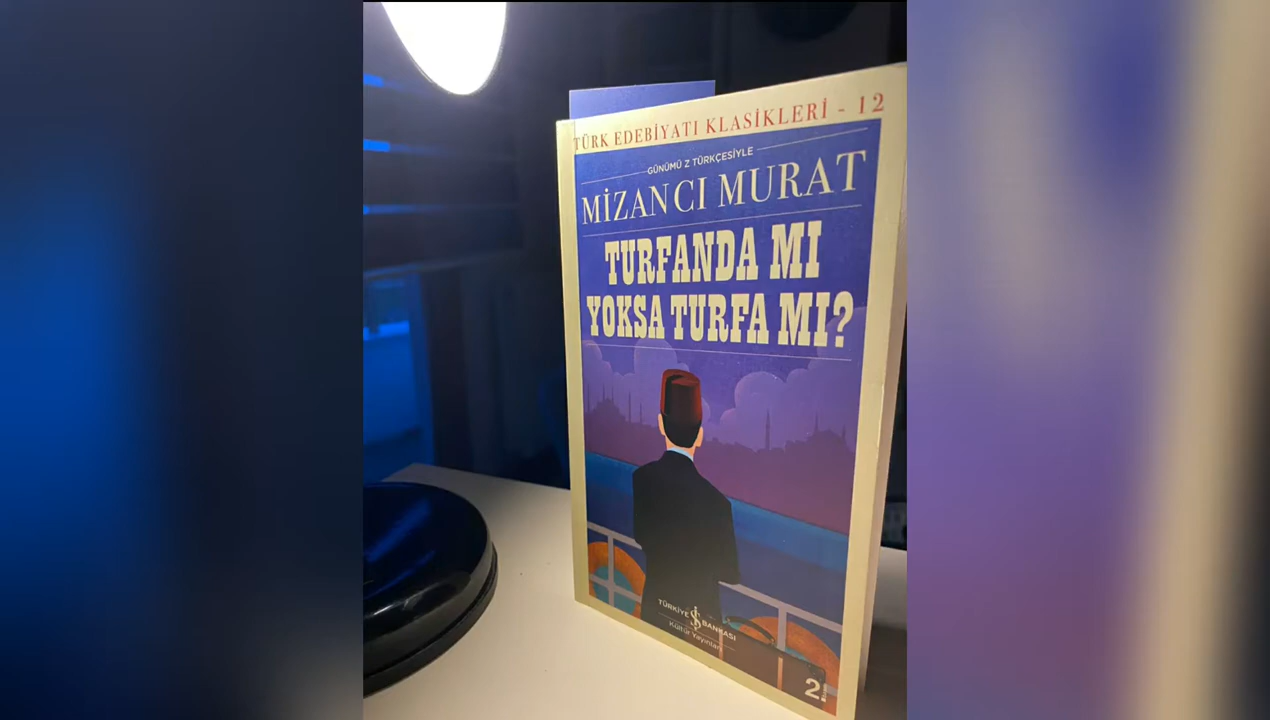 TÜRK EDEBİYATI KLASİKLERİ - 12
GÜNÜMÜZ TÜRKÇESİYLE
MİZANCI MURAT
TURFANDA MI
YOKSA TURFA MI?
TÜRKİYE İŞ BANKASI
Kültür Yayınları
2.